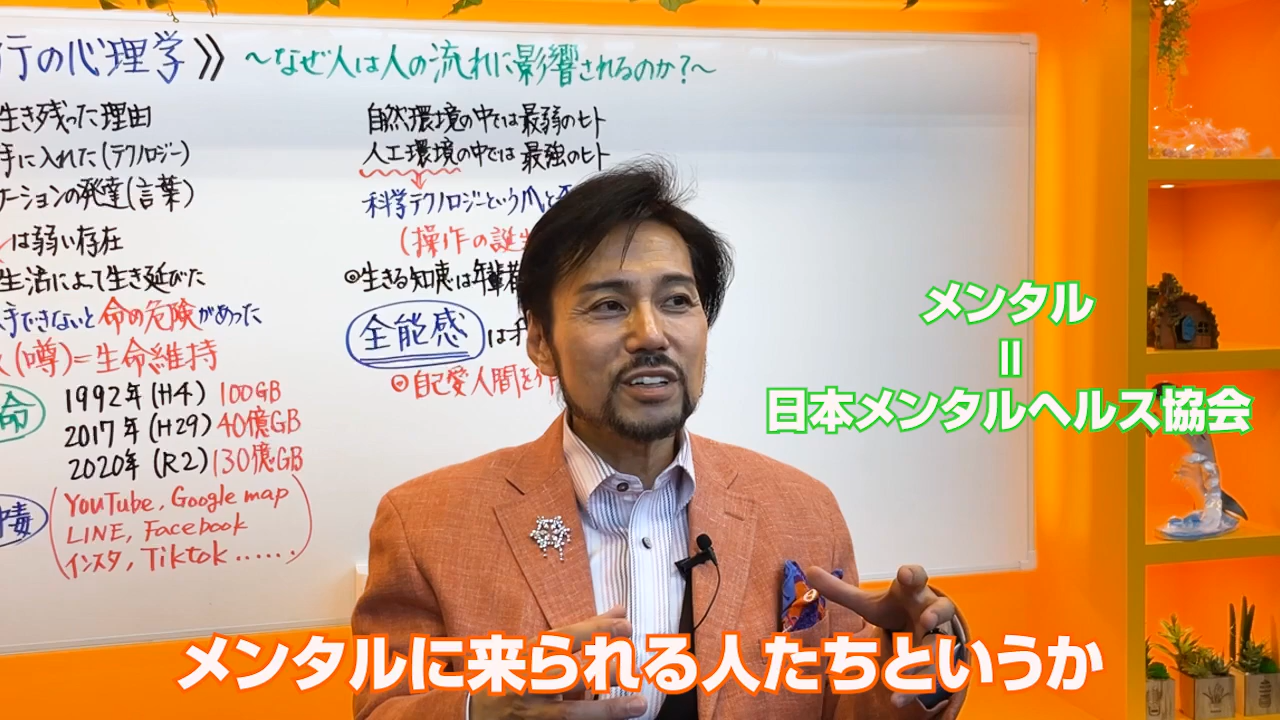 行の心理学》 ～なぜ人は人の流れに影響されるのか?～
生き残った理由
手に入れた(テクノロジー)
ーションの発達(言葉)
は弱い存在
生活によって生き延びた
できないと命の危険があった
(噂)=生命維持
命
1992年(H4) 100GB
2017年(H29) 40億GB
2020年(R2) 130億GB
毒
(YouTube, Google map
LINE, Facebook
インスタ, Tiktok ……)
自然環境の中では最弱のヒト
人工環境の中では最強のヒト
科学テクノロジーという爪と
(操作の誕生
◎生きる知恵は年輩者
全能感は
◎自己愛人間を
メンタル
=
日本メンタルヘルス協会
メンタルに来られる人たちというか